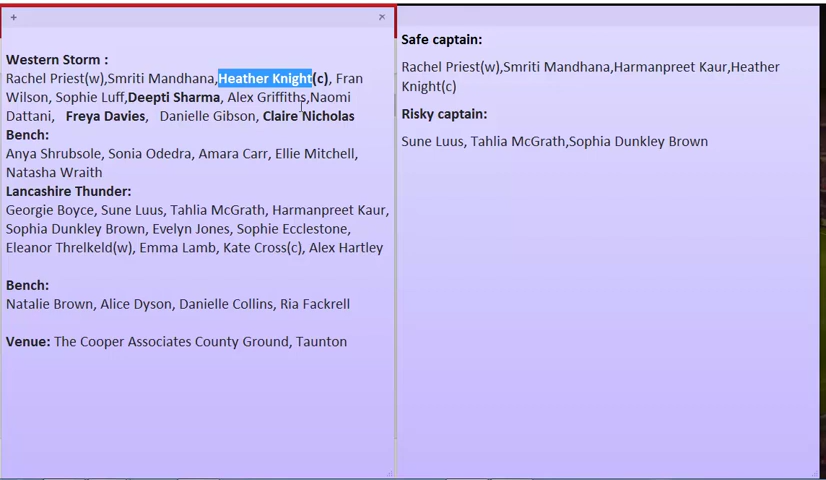 Western Storm :
Rachel Priest(w),Smriti Mandhana,Heather Knight(c), Fran
Wilson, Sophie Luff,Deepti Sharma, Alex Griffiths,Naomi
Dattani, Freya Davies, Danielle Gibson, Claire Nicholas
Bench:
Anya Shrubsole, Sonia Odedra, Amara Carr, Ellie Mitchell,
Natasha Wraith
Lancashire Thunder:
Georgie Boyce, Sune Luus, Tahlia McGrath, Harmanpreet Kaur,
Sophia Dunkley Brown, Evelyn Jones, Sophie Ecclestone,
Eleanor Threlkeld(w), Emma Lamb, Kate Cross(c), Alex Hartley
Bench:
Natalie Brown, Alice Dyson, Danielle Collins, Ria Fackrell
Venue: The Cooper Associates County Ground, Taunton
Safe captain:
Rachel Priest(w),Smriti Mandhana,Harmanpreet Kaur,Heather
Knight(c)
Risky captain:
Sune Luus, Tahlia McGrath,Sophia Dunkley Brown